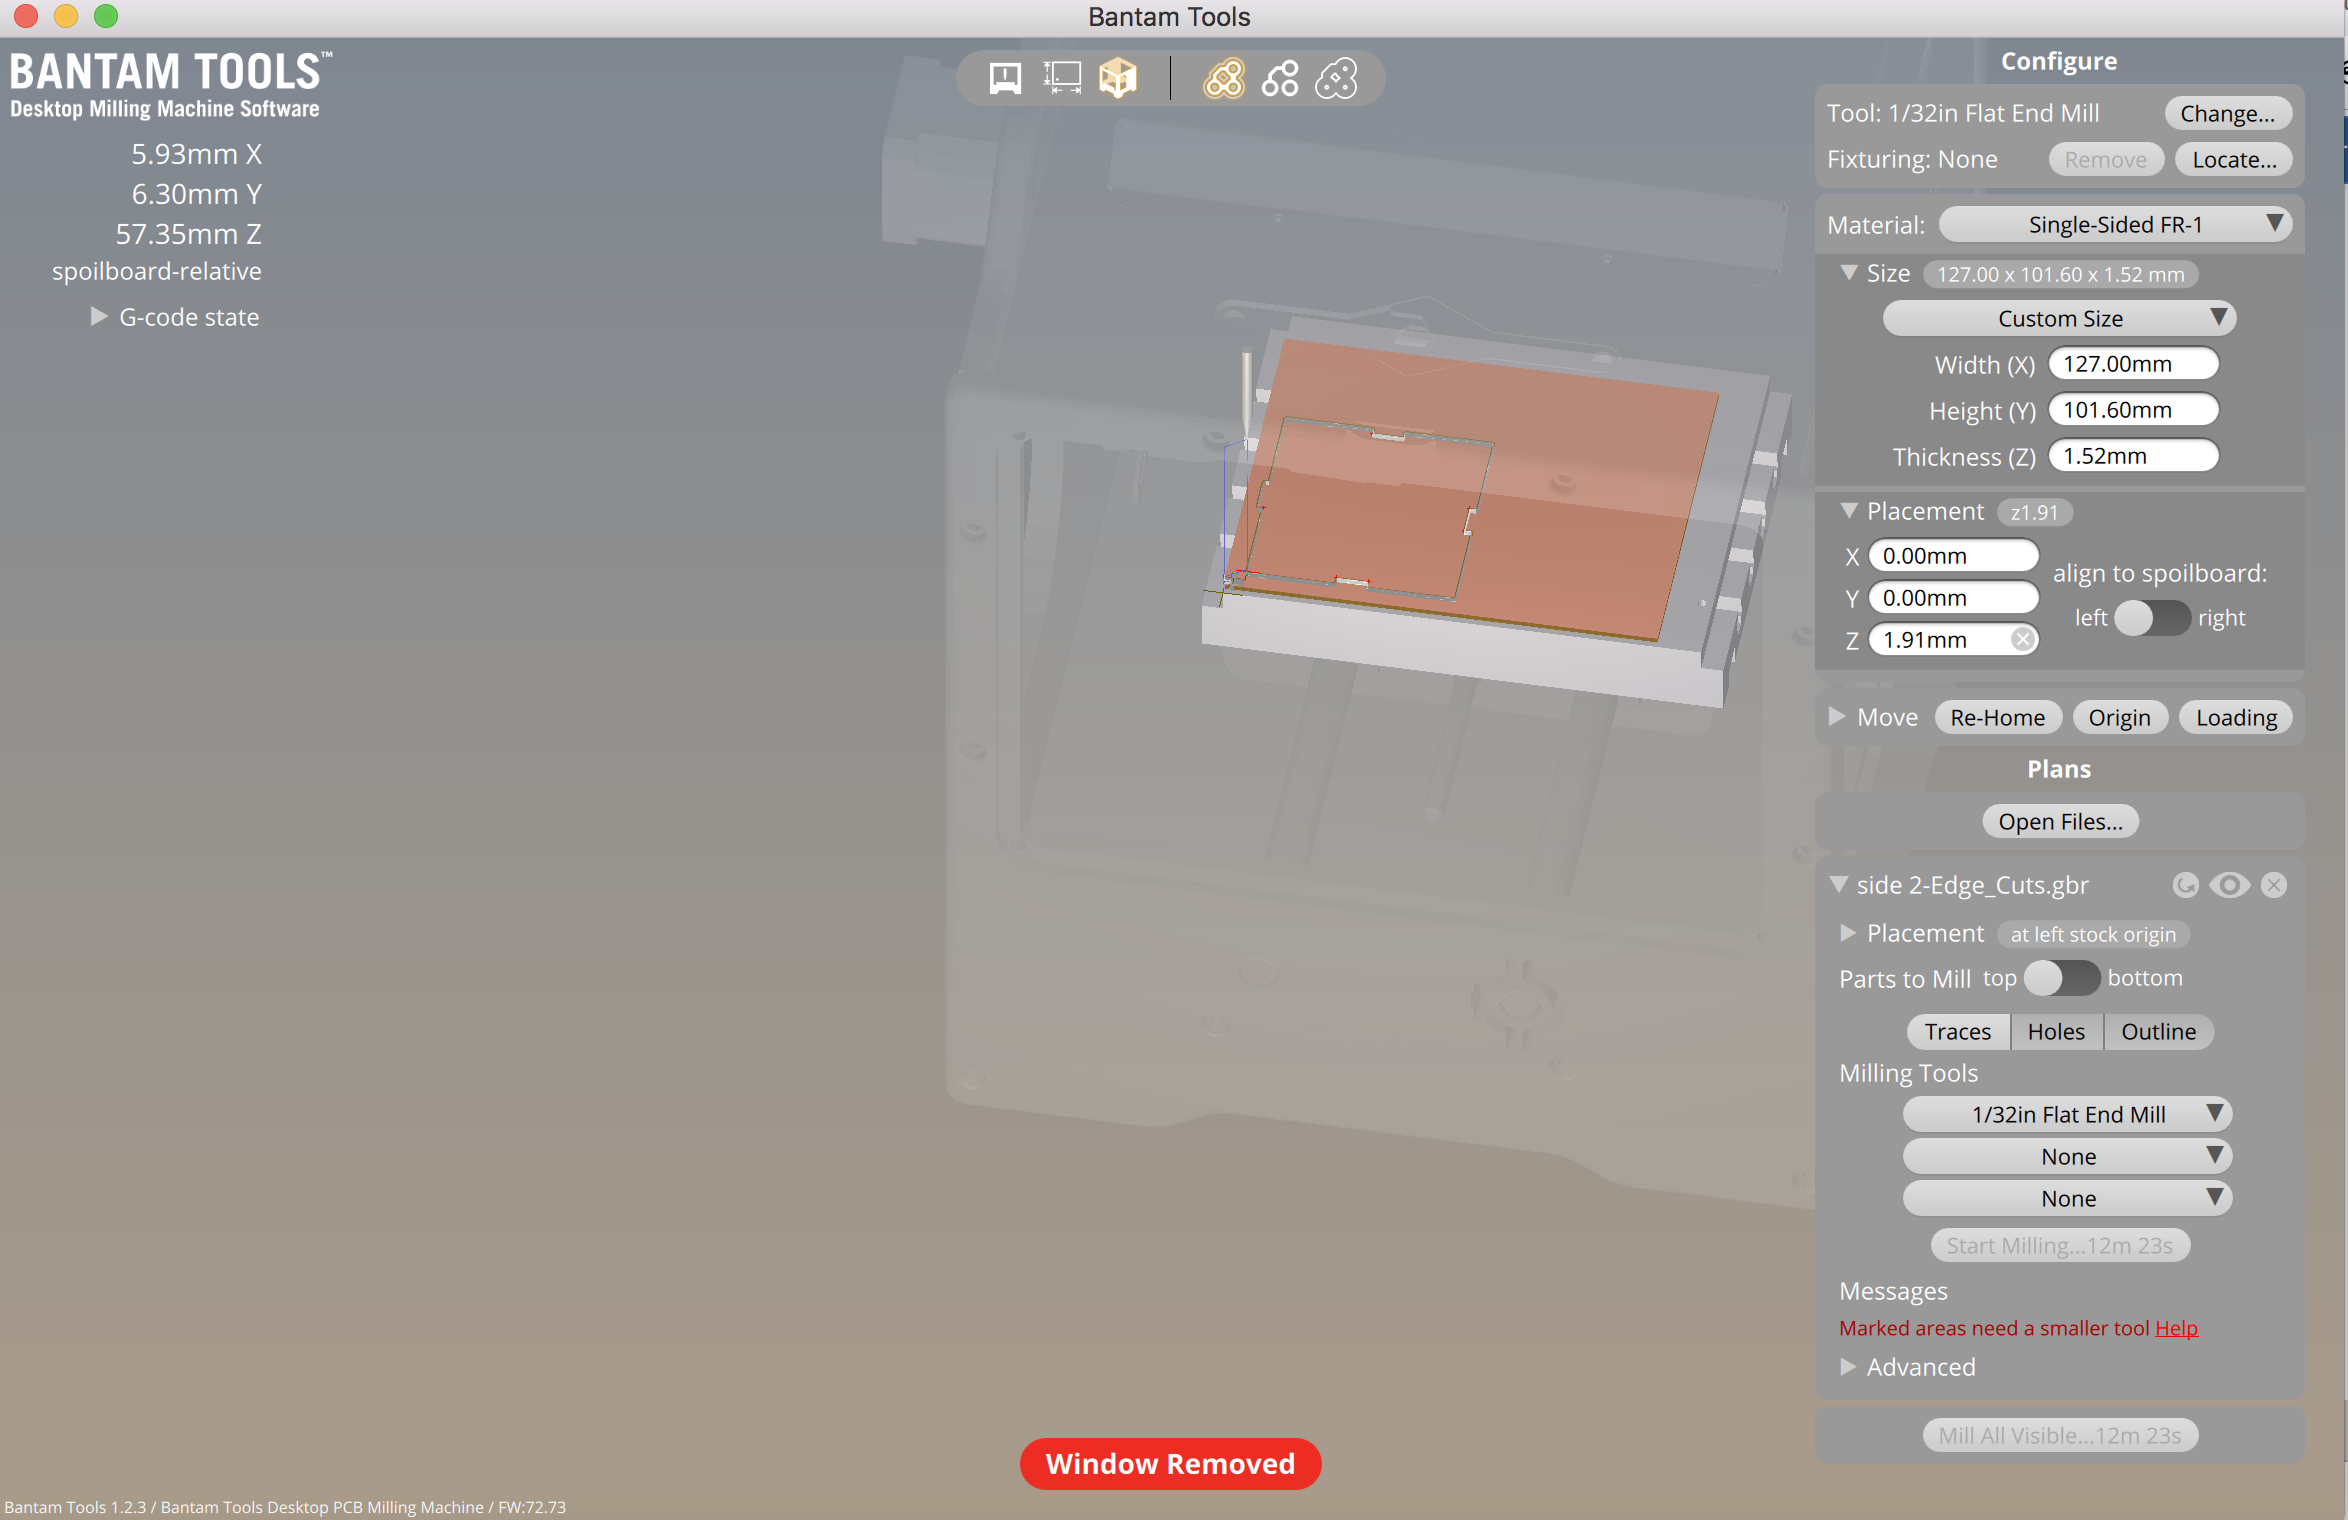 Bantam Tools
BANTAM TOOLS™
Desktop Milling Machine Software
5.93mm X
6.30mm Y
57.35mm Z
spoilboard-relative
G-code state
Configure
Tool: 1/32in Flat End Mill Change...
Fixturing: None Remove Locate...
Material: Single-Sided FR-1
Size 127.00 x 101.60 x 1.52 mm
Custom Size
Width (X) 127.00mm
Height (Y) 101.60mm
Thickness (Z) 1.52mm
Placement z1.91
X 0.00mm
Y 0.00mm
Z 1.91mm
align to spoilboard:
left right
Move Re-Home Origin Loading
Plans
Open Files...
side 2-Edge_Cuts.gbr
Placement at left stock origin
Parts to Mill top bottom
Traces Holes Outline
Milling Tools
1/32in Flat End Mill
None
None
Start Milling...12m 23s
Messages
Marked areas need a smaller tool Help
Advanced
Mill All Visible...12m 23s
Window Removed
Bantam Tools 1.2.3 / Bantam Tools Desktop PCB Milling Machine / FW:72.73